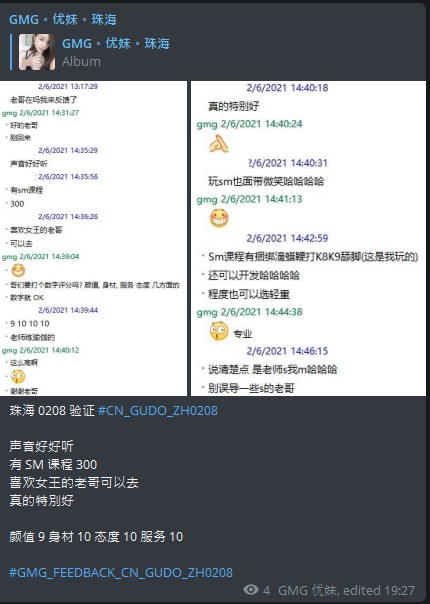 GMG。优妹。珠海
GMG。优妹。珠海
Album
2/6/2021 13:17:29
老哥在吗我来反馈了
gmg 2/6/2021 14:31:27
· 好的老哥
· 刚回来
2/6/2021 14:35:29
声音好好听
: 2/6/2021 14:35:56
· 有sm课程
· 300
2/6/2021 14:36:26
· 喜欢女王的老哥
· 可以去
gmg 2/6/2021 14:39:04
· 哥们要打个数字评分吗? 颜值, 身材, 服务 态度 几方面的
· 数字就 OK
2/6/2021 14:39:44
· 9 10 10 10
· 老师练瑜伽的
gmg 2/6/2021 14:40:12
· 这么高啊
· 谢谢老哥
2/6/2021 14:40:18
真的特别好
gmg 2/6/2021 14:40:24
2/6/2021 14:40:31
玩sm也面带微笑哈哈哈哈
gmg 2/6/2021 14:41:13
2/6/2021 14:42:59
· Sm课程有捆绑滴蜡鞭打K8K9舔脚(这是我玩的)
· 还可以开发哈哈哈哈
· 程度也可以选轻重
gmg 2/6/2021 14:44:38
专业
2/6/2021 14:46:15
· 说清楚点 是老师s我m哈哈哈
· 别误导一些s的老哥
珠海 0208 验证 #CN_GUDO_ZH0208
声音好好听
有 SM 课程 300
喜欢女王的老哥可以去
真的特別好
颜值 9 身材 10 态度 10 服务 10
#GMG_FEEDBACK_CN_GUDO_ZH0208
4 GMG 优妹, edited 19:27